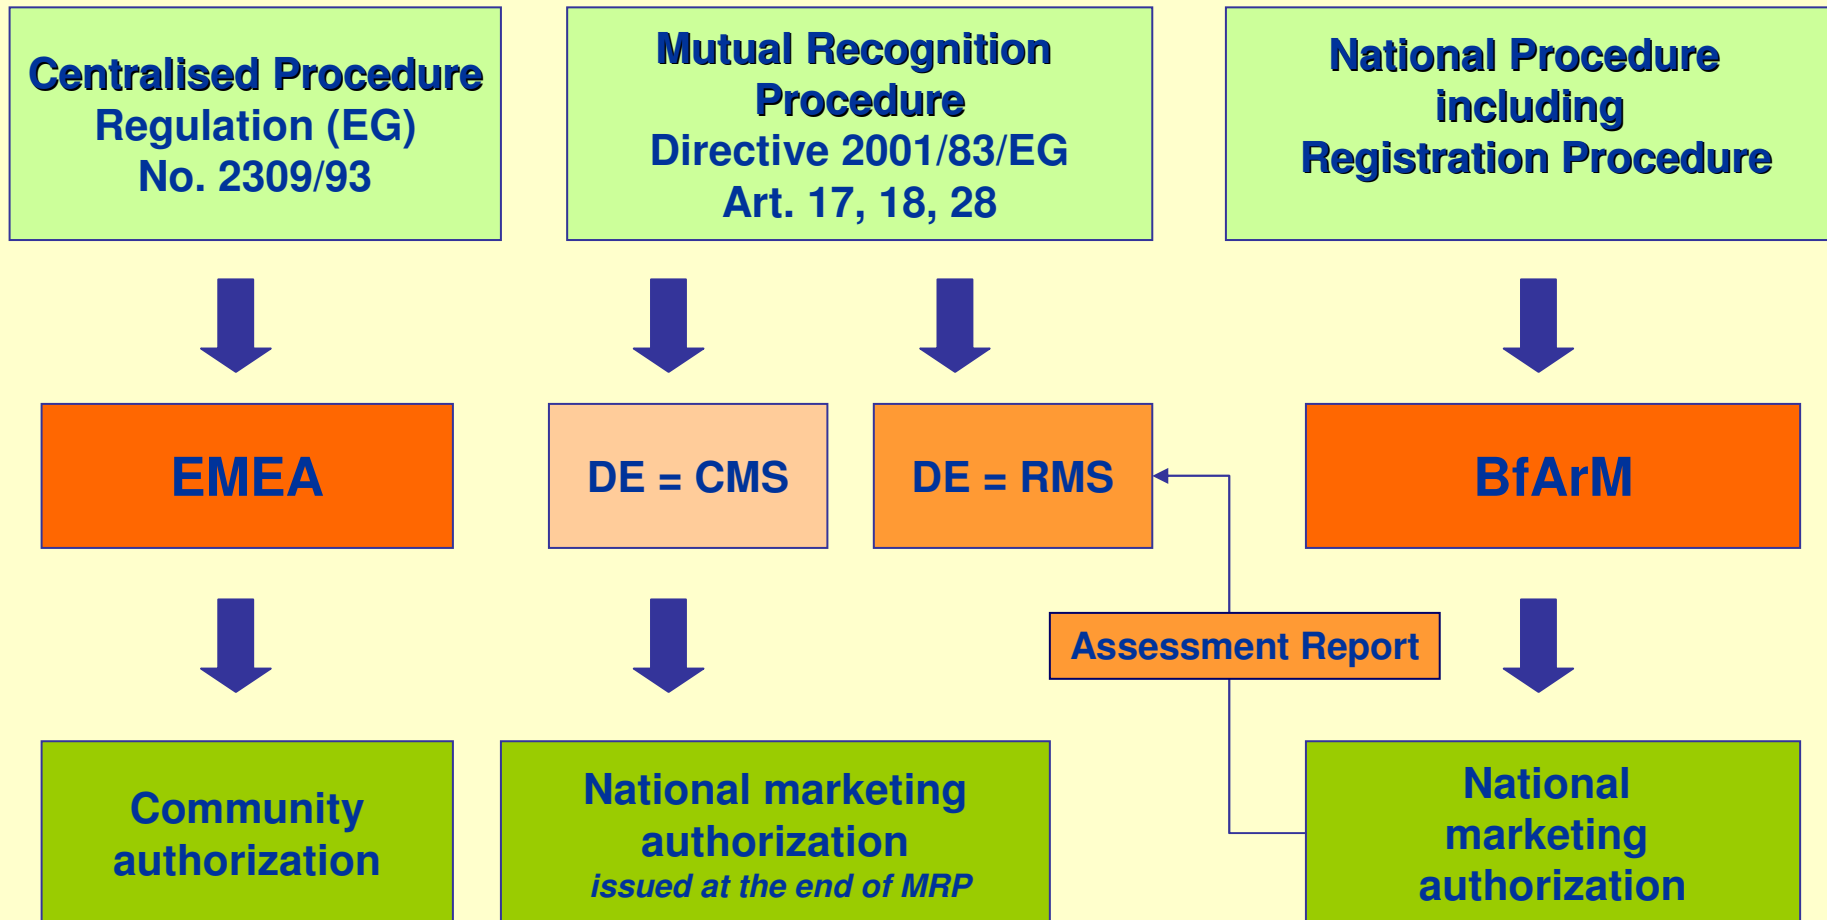 Centralised Procedure
Regulation (EG)
No. 2309/93
Mutual Recognition
Procedure
Directive 2001/83/EG
Art. 17, 18, 28
National Procedure
including
Registration Procedure
EMEA
DE = CMS
DE = RMS
BfArM
Assessment Report
Community
authorization
National marketing
authorization
issued at the end of MRP
National
marketing
authorization